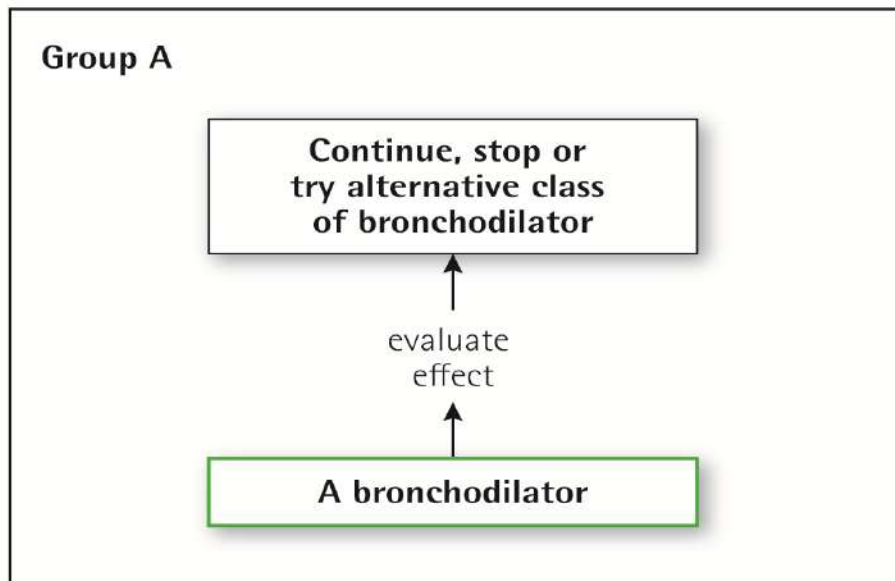 Group A
Continue, stop or
try alternative class
of bronchodilator
evaluate
effect
A bronchodilator